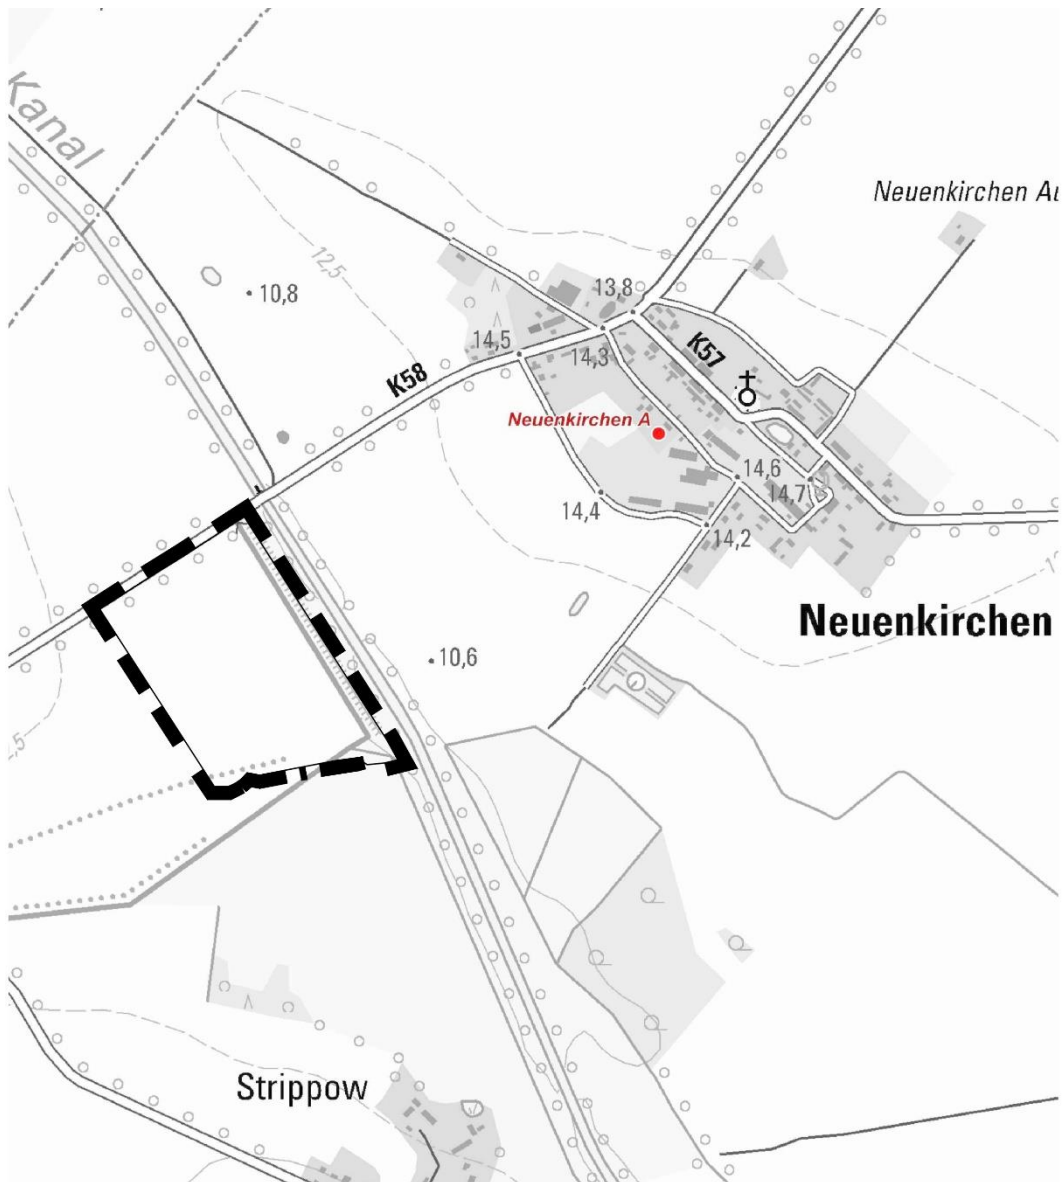 Kanal
Neuenkirchen Au
12,5
10,8
13,8
14,5
14,3
K57
K58
Neuenkirchen A
14,6
14,7
14,4
14,2
Neuenkirchen
10,6
Strippow